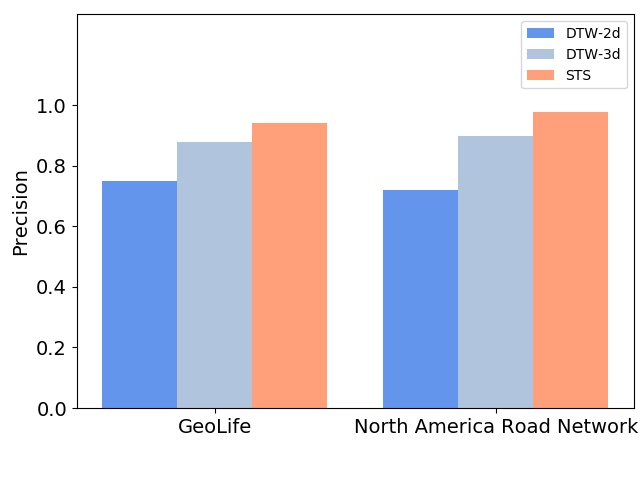 DTW-2d
DTW-3d
STS
Precision
1.0
0.8
0.6
0.4
0.2
0.0
GeoLife
North America Road Network